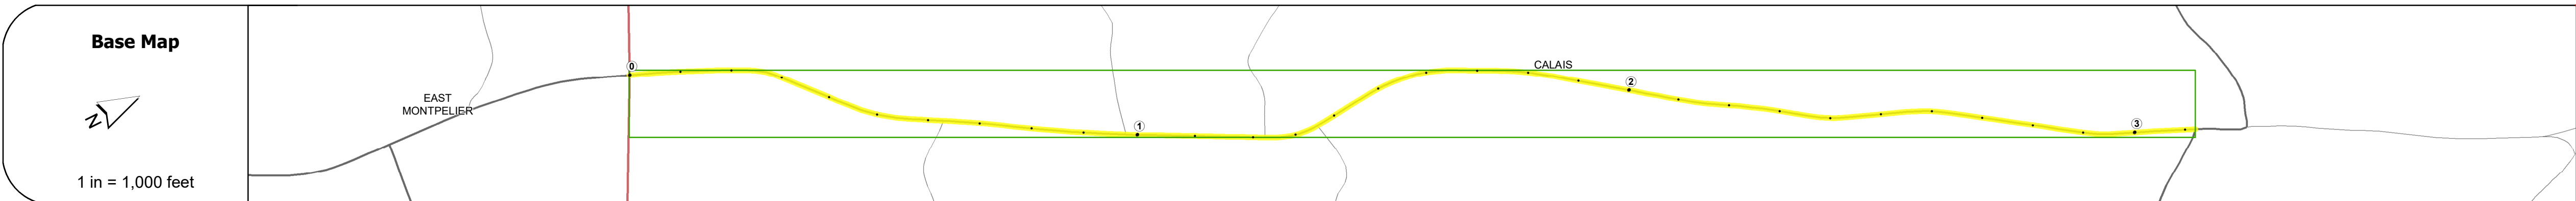 Base Map
N
1 in = 1,000 feet
EAST
MONTPELIER
0
1
CALAIS
2
3